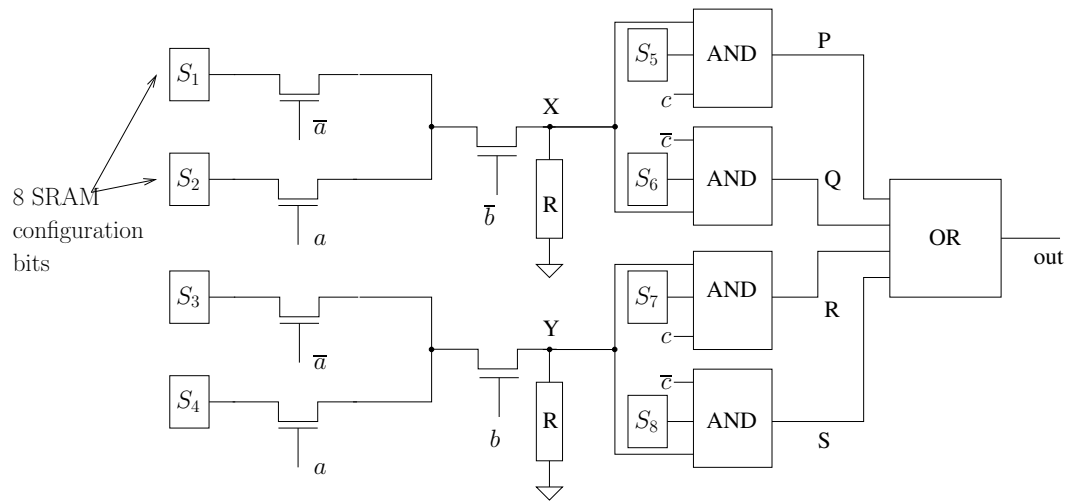 S₁
a̅
S₂
a
8 SRAM
configuration
bits
S₃
a̅
S₄
a
b̅
X
R
b
Y
R
S₅
c
AND
P
c̅
S₆
AND
Q
S₇
c
AND
R
c̅
S₈
AND
S
OR
out